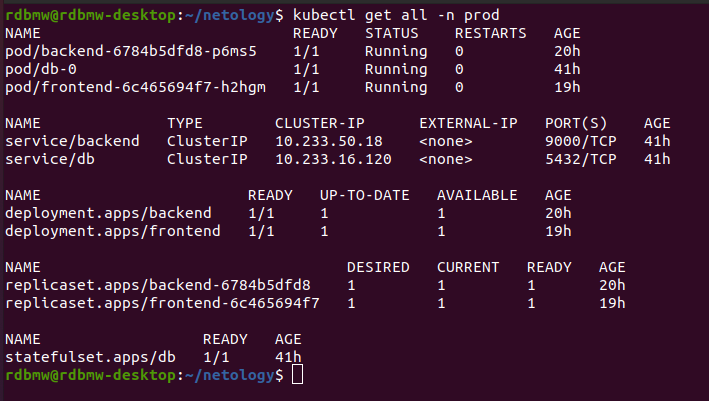 rdbmw@rdbmw-desktop:~/netology$ kubectl get all -n prod
NAME                            READY   STATUS    RESTARTS   AGE
pod/backend-6784b5dfd8-p6ms5    1/1     Running   0          20h
pod/db-0                        1/1     Running   0          41h
pod/frontend-6c465694f7-h2hgm   1/1     Running   0          19h
NAME              TYPE        CLUSTER-IP      EXTERNAL-IP   PORT(S)    AGE
service/backend   ClusterIP   10.233.50.18    <none>        9000/TCP   41h
service/db        ClusterIP   10.233.16.120   <none>        5432/TCP   41h
NAME                       READY   UP-TO-DATE   AVAILABLE   AGE
deployment.apps/backend    1/1     1            1           20h
deployment.apps/frontend   1/1     1            1           19h
NAME                                  DESIRED   CURRENT   READY   AGE
replicaset.apps/backend-6784b5dfd8    1         1         1       20h
replicaset.apps/frontend-6c465694f7   1         1         1       19h
NAME                  READY   AGE
statefulset.apps/db   1/1     41h
rdbmw@rdbmw-desktop:~/netology$